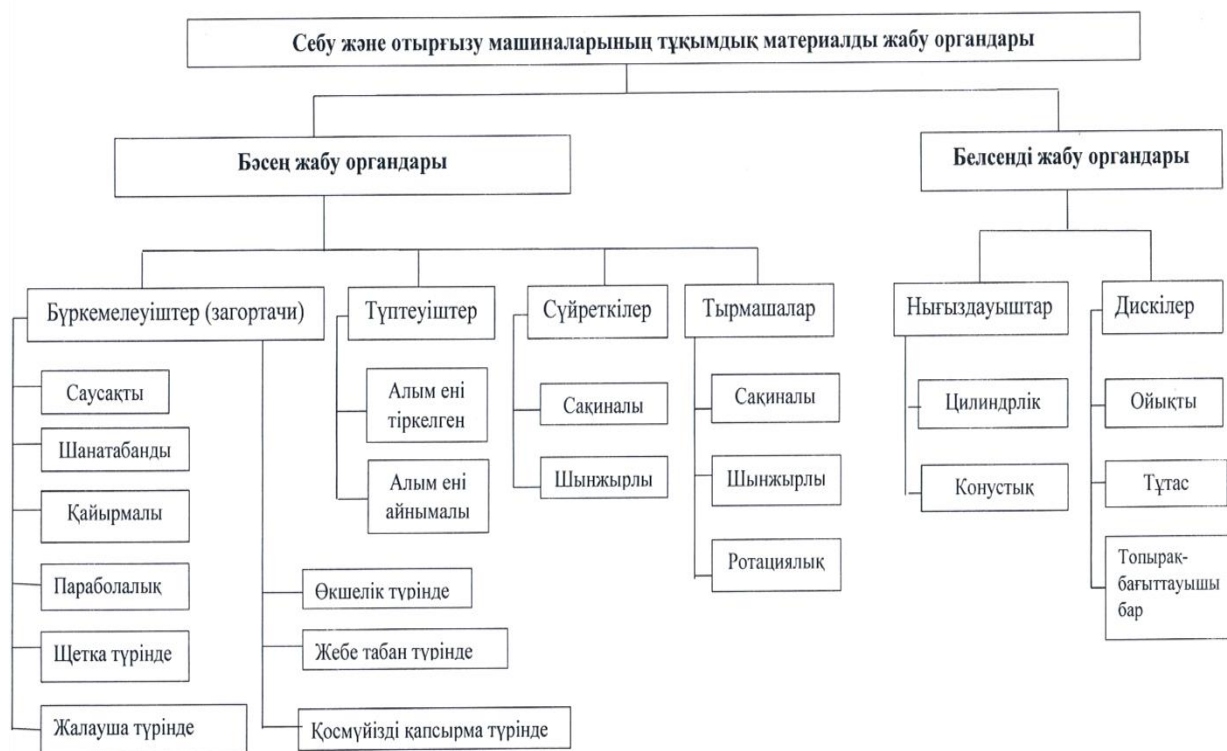 Себу және отырғызу машиналарының тұқымдық материалды жабу органдары
Бәсең жабу органдары
Белсенді жабу органдары
Бүркемелеуіштер (загортачи)
Түптеуіштер
Сүйреткілер
Тырмашалар
Нығыздауыштар
Дискілер
Саусақты
Шанатабанды
Қайырмалы
Параболалық
Щетка түрінде
Жалауша түрінде
Өкшелік түрінде
Жебе табан түрінде
Қосмүйізді қапсырма түрінде
Алым ені
тіркелген
Алым ені
айнымалы
Сақиналы
Шынжырлы
Сақиналы
Шынжырлы
Ротациялық
Цилиндрлік
Конустық
Ойықты
Тұтас
Топырақ-
бағыттауышы
бар